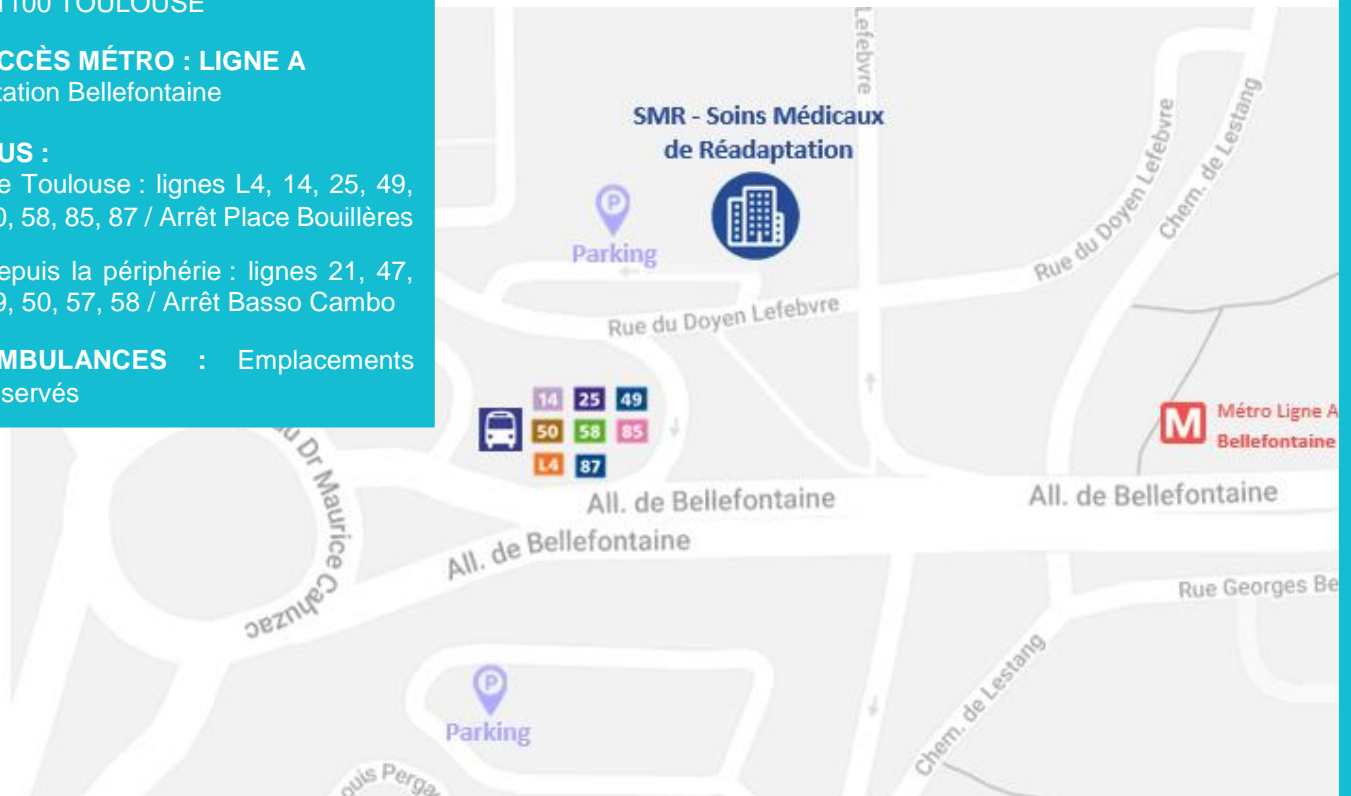 1100 TOULOUSE
CCÈS MÉTRO : LIGNE A
tation Bellefontaine
US :
e Toulouse : lignes L4, 14, 25, 49,
0, 58, 85, 87 / Arrêt Place Bouillères
epuis la périphérie : lignes 21, 47,
9, 50, 57, 58 / Arrêt Basso Cambo
MBULANCES : Emplacements
servés
Lefebvre
SMR - Soins Médicaux
de Réadaptation
P
Parking
Rue du Doyen Lefebvre
Chem. de Lestang
Rue du Doyen Lefebvre
14 25 49
50 58 85
L4 87
M
Métro Ligne A
Bellefontaine
du Dr Maurice Cahuzac
All. de Bellefontaine
All. de Bellefontaine
All. de Bellefontaine
Rue Georges Be
P
Parking
Chem. de Lestang
ouis Perga